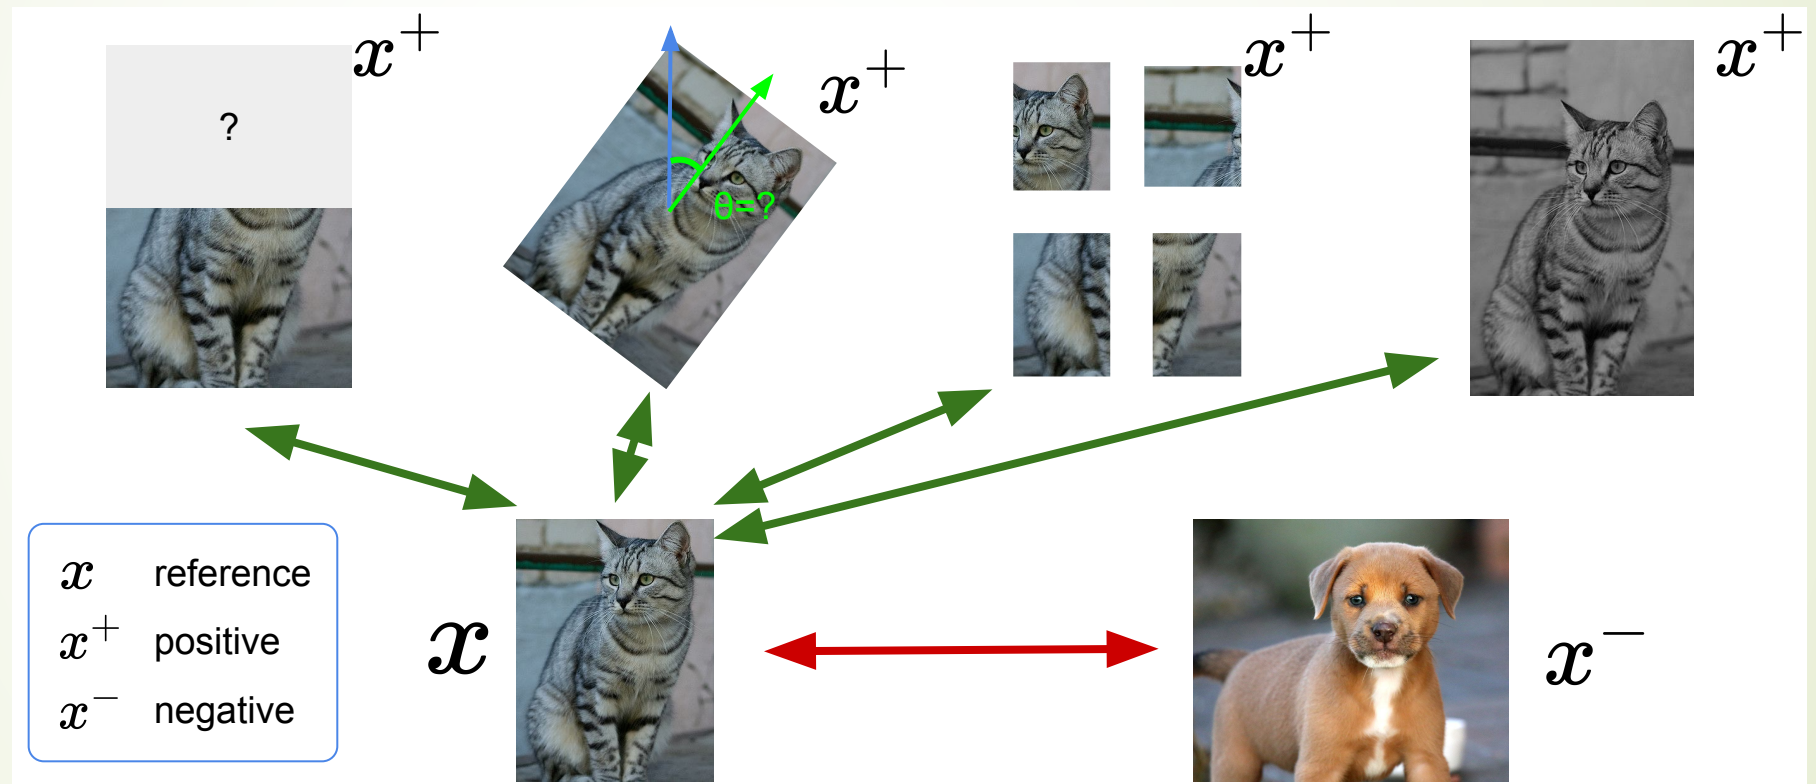 x⁺
?
x⁺
θ=?
x⁺
x⁺
x reference
x⁺ positive
x⁻ negative
x
x⁻